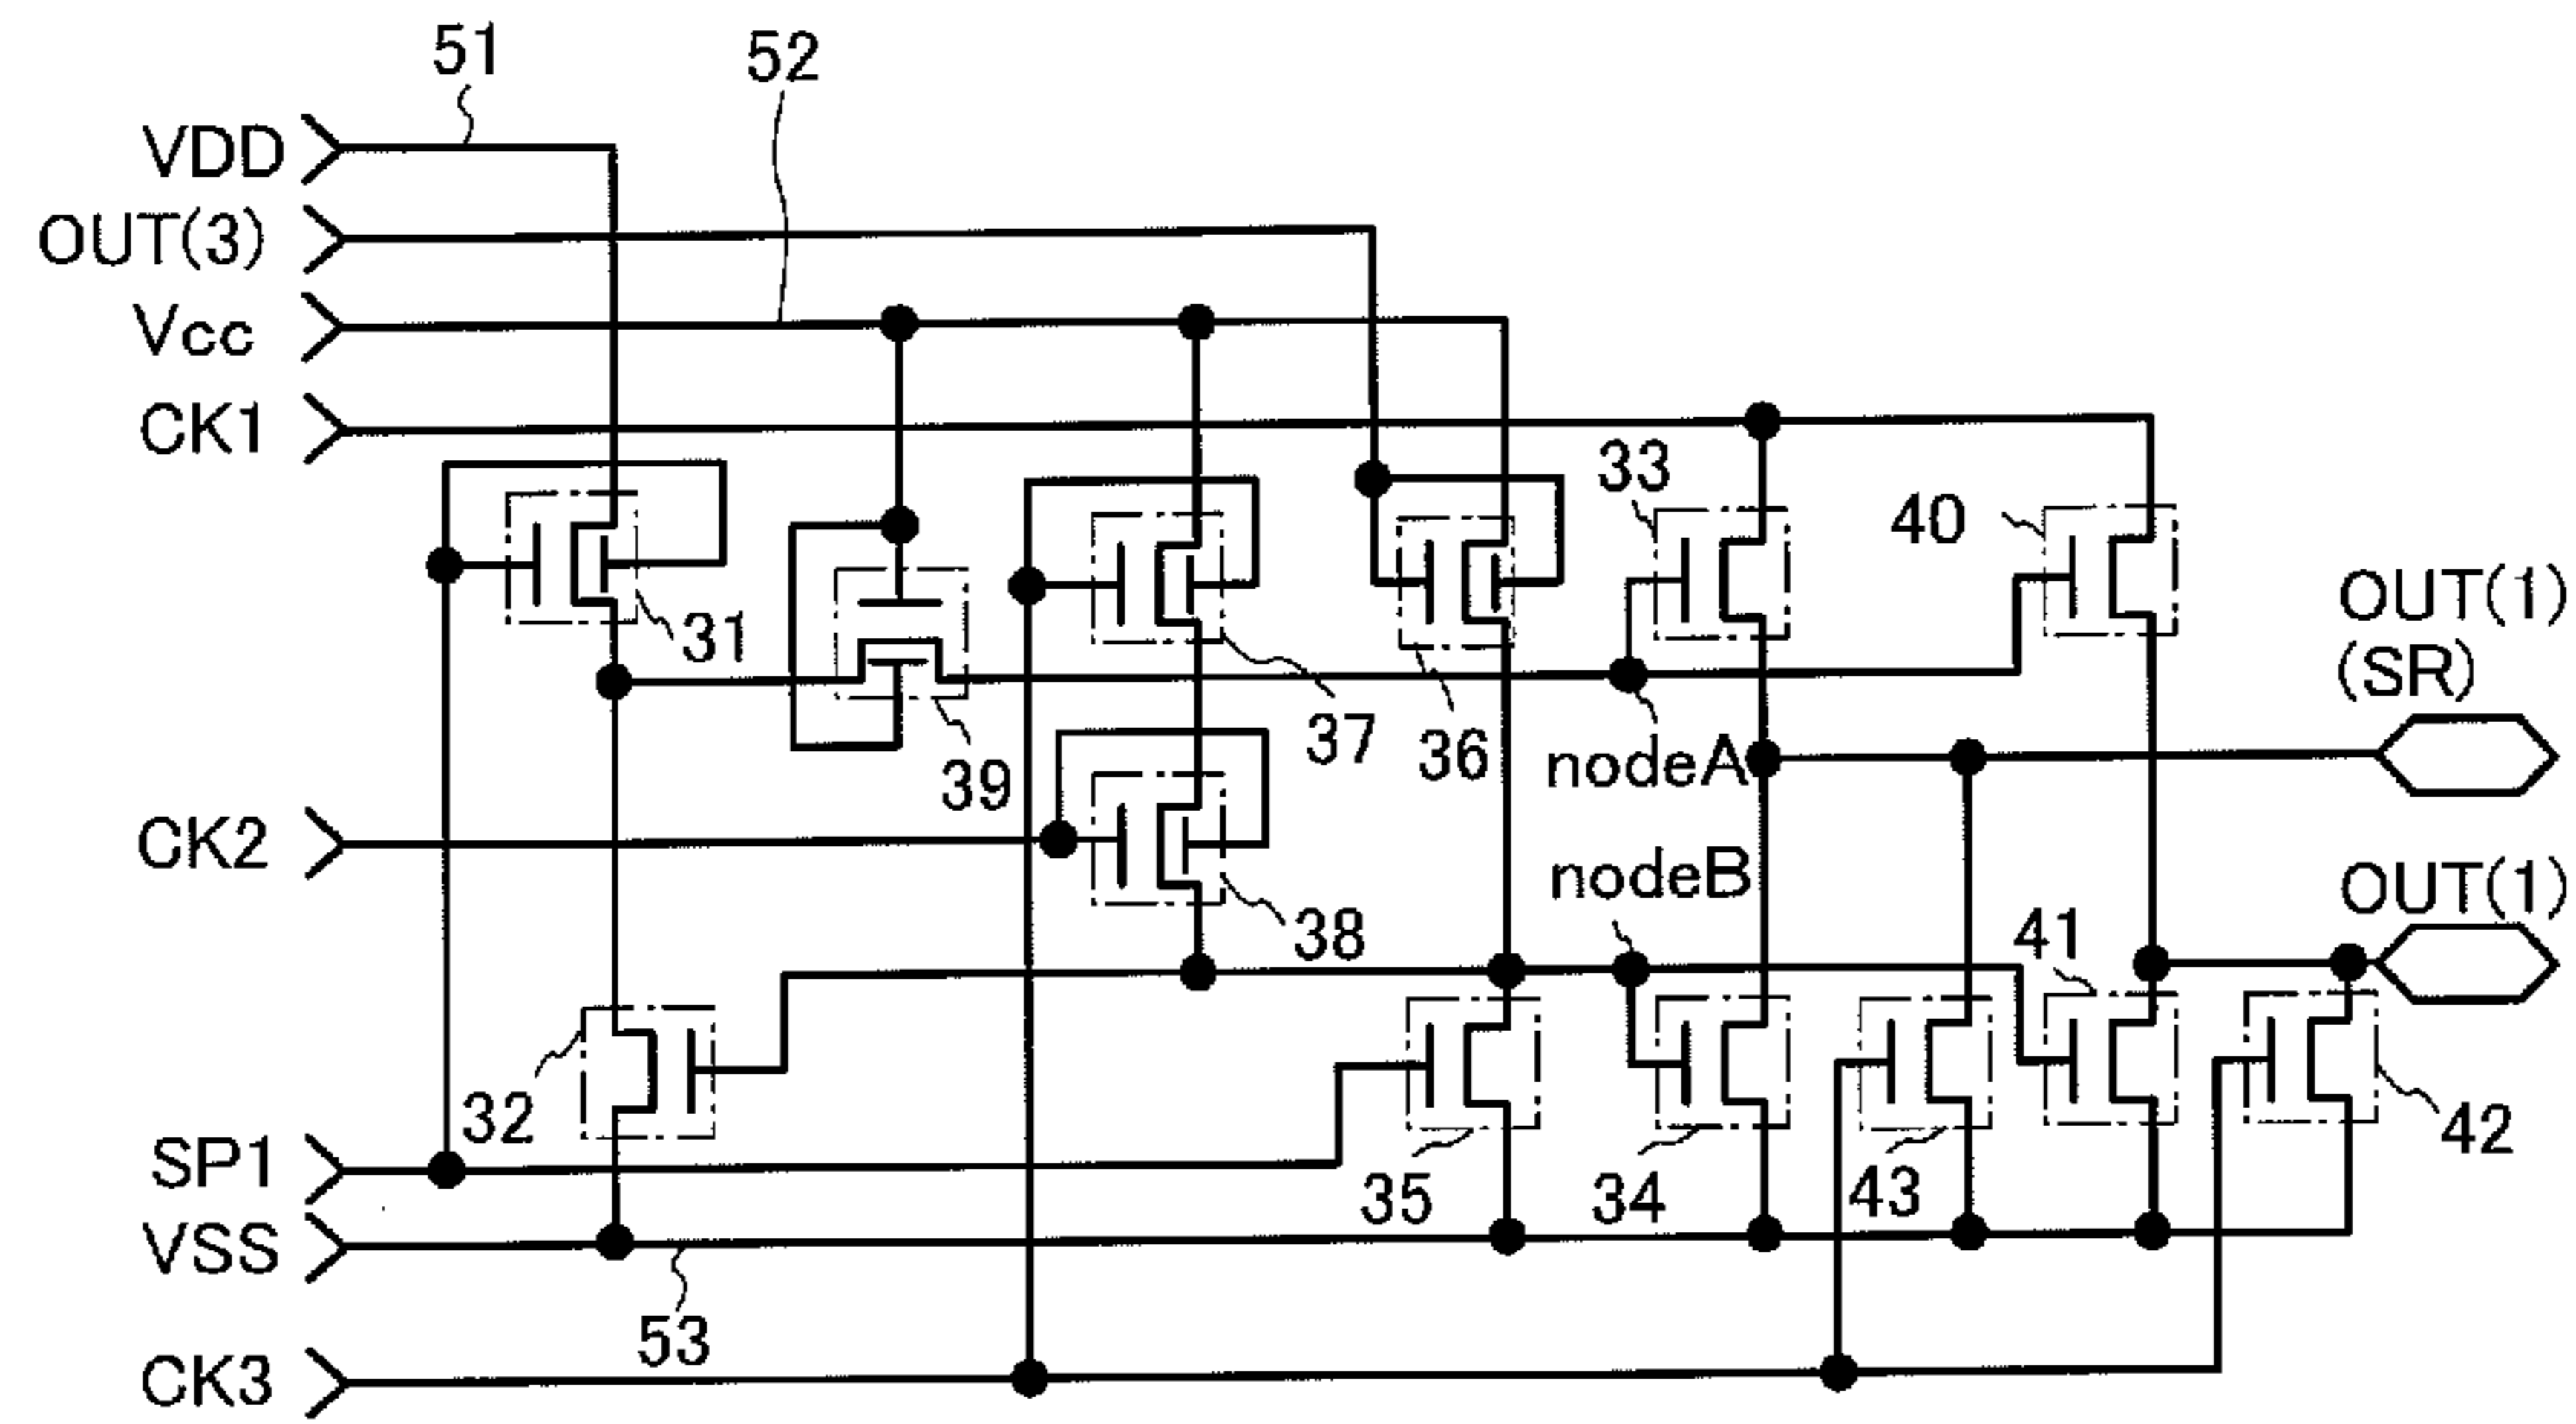 51
52
VDD
OUT(3)
Vcc
CK1
33
40
OUT(1)
(SR)
31
39
37
36
nodeA
CK2
nodeB
OUT(1)
38
41
32
42
SP1
35
34
43
VSS
53
CK3